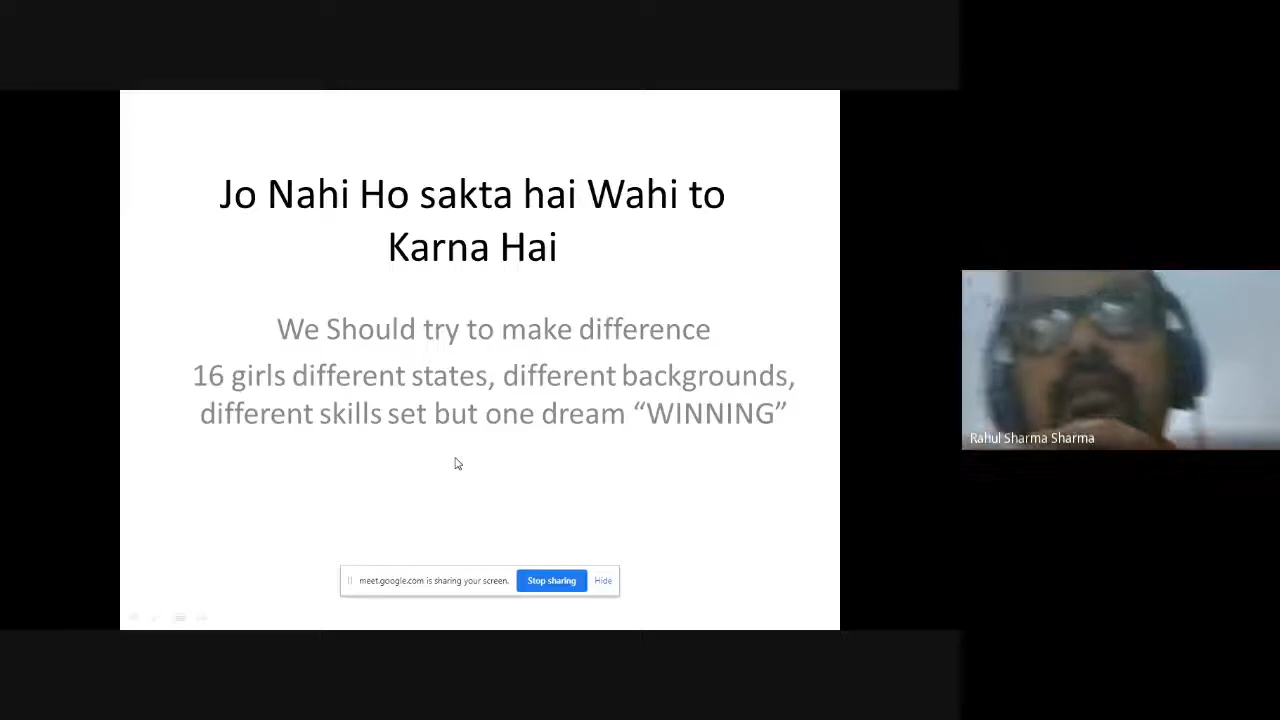 Jo Nahi Ho sakta hai Wahi to
Karna Hai
We Should try to make difference
16 girls different states, different backgrounds,
different skills set but one dream “WINNING”
meet.google.com is sharing your screen. Stop sharing Hide
Rahul Sharma Sharma